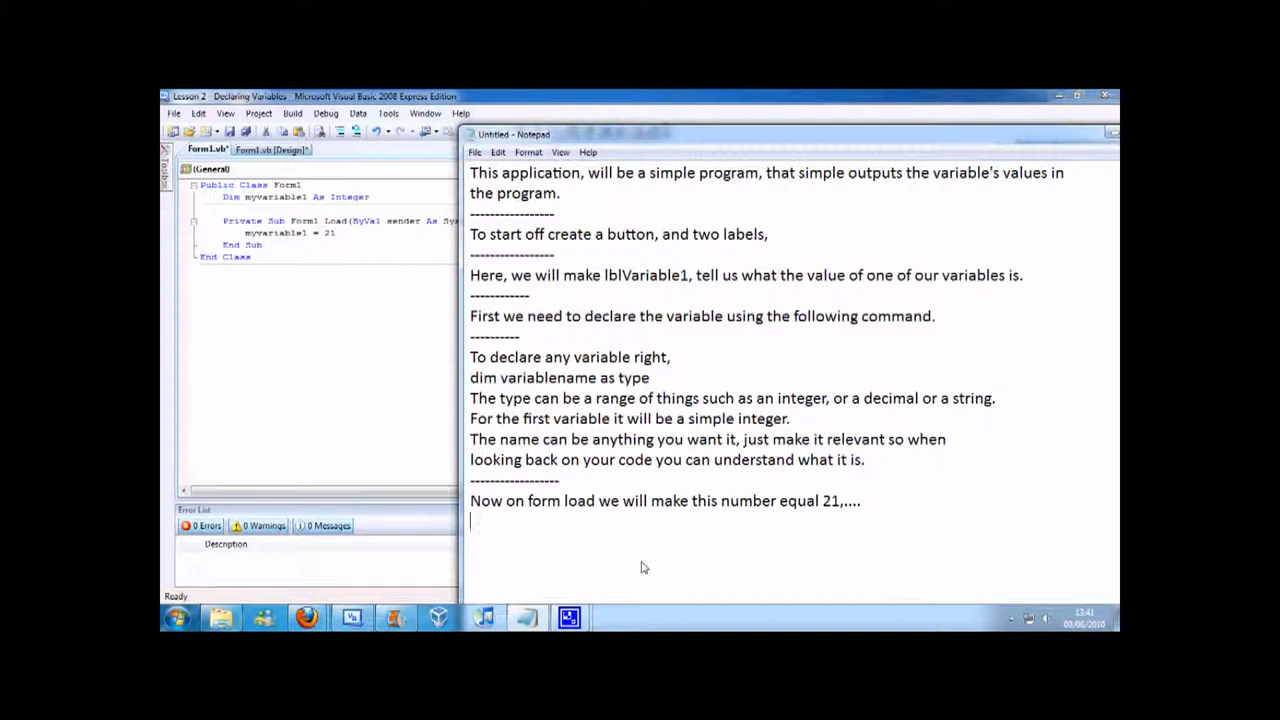 Lesson 2 - Declaring Variables - Microsoft Visual Basic 2008 Express Edition
File Edit View Project Build Debug Data Tools Window Help
Form1.vb* Form1.vb [Design]*
Toolbox
(General)
Public Class Form1
Dim myvariable1 As Integer
Private Sub Form1_Load(ByVal sender As Sys
myvariable1 = 21
End Sub
End Class
Error List
0 Errors 0 Warnings 0 Messages
Description
Ready
Untitled - Notepad
File Edit Format View Help
This application, will be a simple program, that simple outputs the variable's values in
the program.
-----------------
To start off create a button, and two labels,
-----------------
Here, we will make lblVariable1, tell us what the value of one of our variables is.
------------
First we need to declare the variable using the following command.
----------
To declare any variable right,
dim variablename as type
The type can be a range of things such as an integer, or a decimal or a string.
For the first variable it will be a simple integer.
The name can be anything you want it, just make it relevant so when
looking back on your code you can understand what it is.
------------------
Now on form load we will make this number equal 21,....
13:41